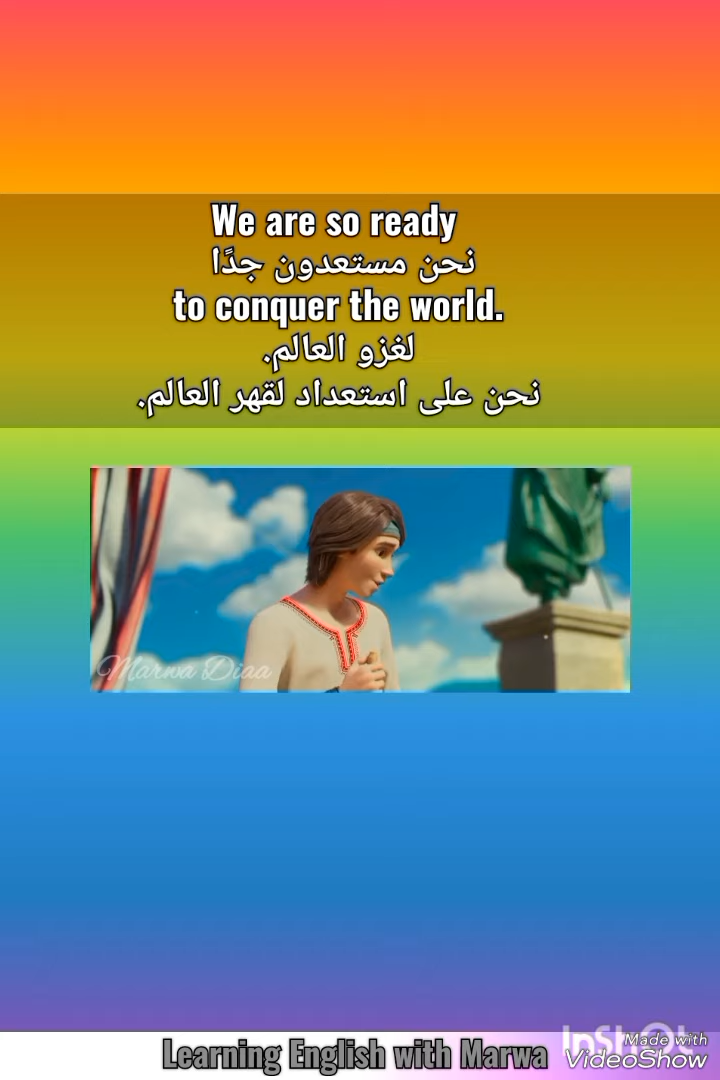 We are so ready
نحن مستعدون جدًا
to conquer the world.
لغزو العالم.
نحن على استعداد لقهر العالم.
Marwa Diaa
InShOt
Learning English with Marwa
Made with
VideoShow